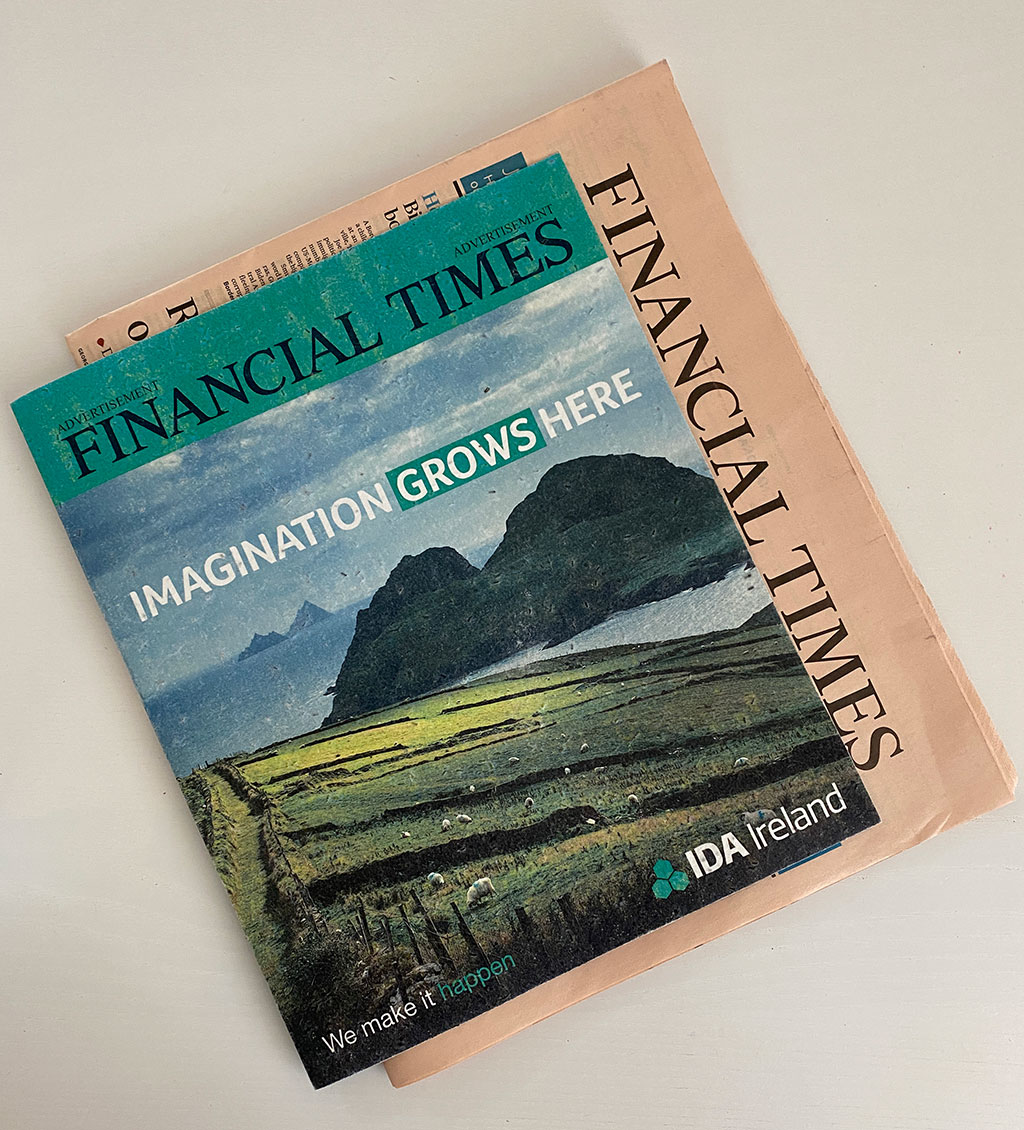 ADVERTISEMENT
ADVERTISEMENT
FINANCIAL TIMES
IMAGINATION GROWS HERE
IDA Ireland
We make it happen
FINANCIAL TIMES